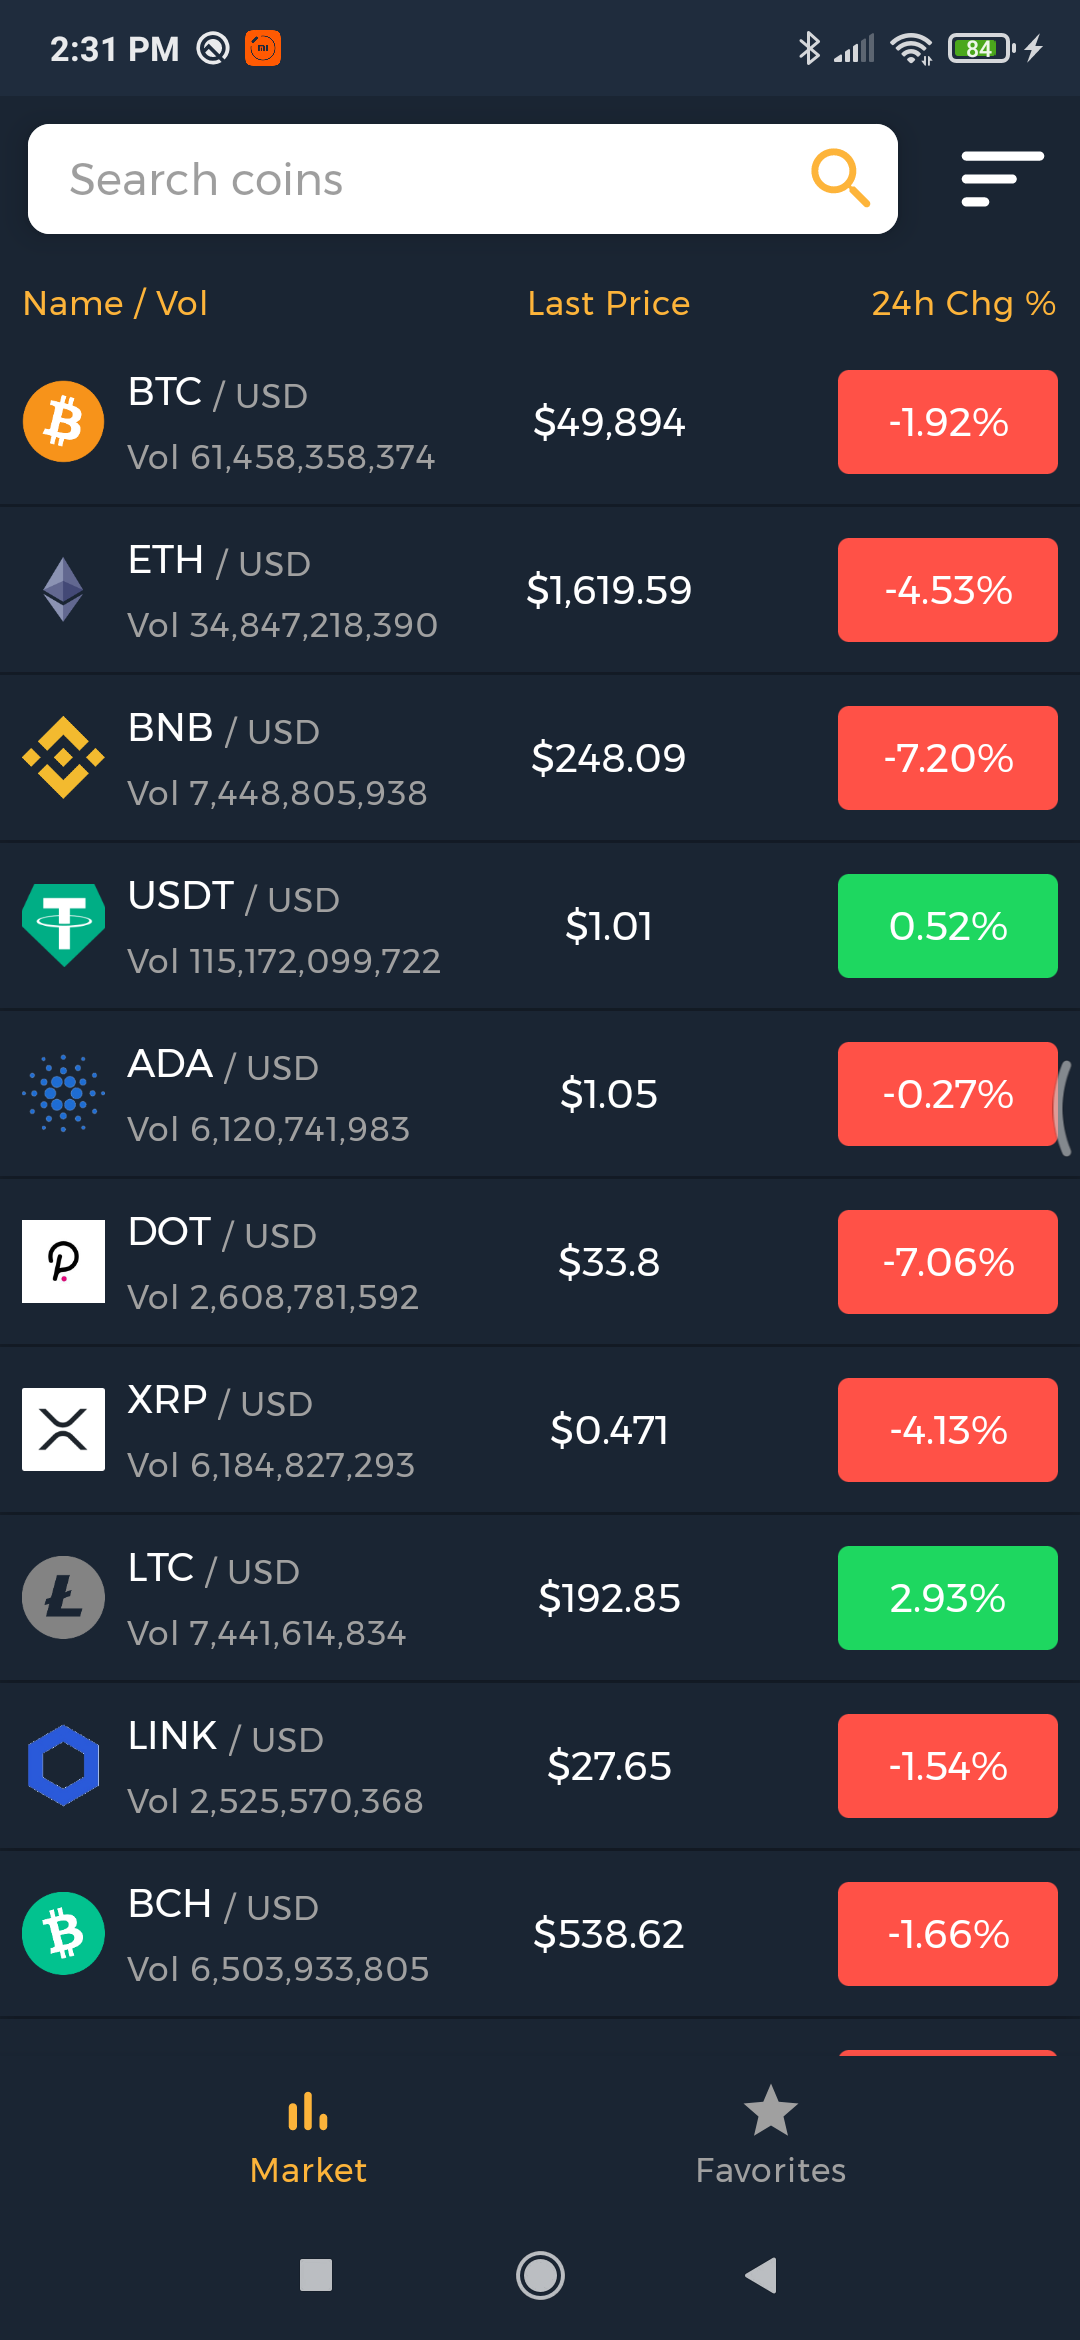 2:31 PM
84
Search coins
Name / Vol Last Price 24h Chg %
BTC / USD
Vol 61,458,358,374
$49,894
-1.92%
ETH / USD
Vol 34,847,218,390
$1,619.59
-4.53%
BNB / USD
Vol 7,448,805,938
$248.09
-7.20%
USDT / USD
Vol 115,172,099,722
$1.01
0.52%
ADA / USD
Vol 6,120,741,983
$1.05
-0.27%
DOT / USD
Vol 2,608,781,592
$33.8
-7.06%
XRP / USD
Vol 6,184,827,293
$0.471
-4.13%
LTC / USD
Vol 7,441,614,834
$192.85
2.93%
LINK / USD
Vol 2,525,570,368
$27.65
-1.54%
BCH / USD
Vol 6,503,933,805
$538.62
-1.66%
Market
Favorites